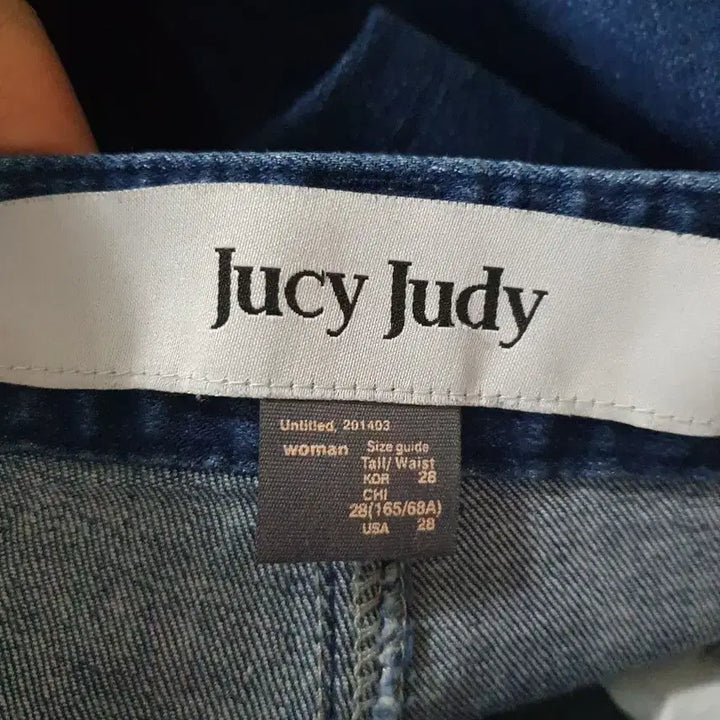 Jucy Judy
Untitled, 201403
woman Size guide
Tall/Waist
KOR 28
CHI
28(165/68A)
USA 28